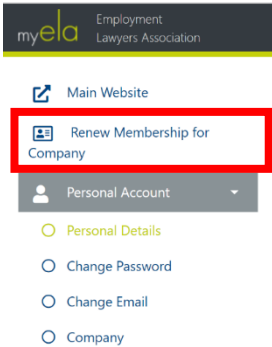 myela
Employment
Lawyers Association
Main Website
Renew Membership for
Company
Personal Account
Personal Details
Change Password
Change Email
Company